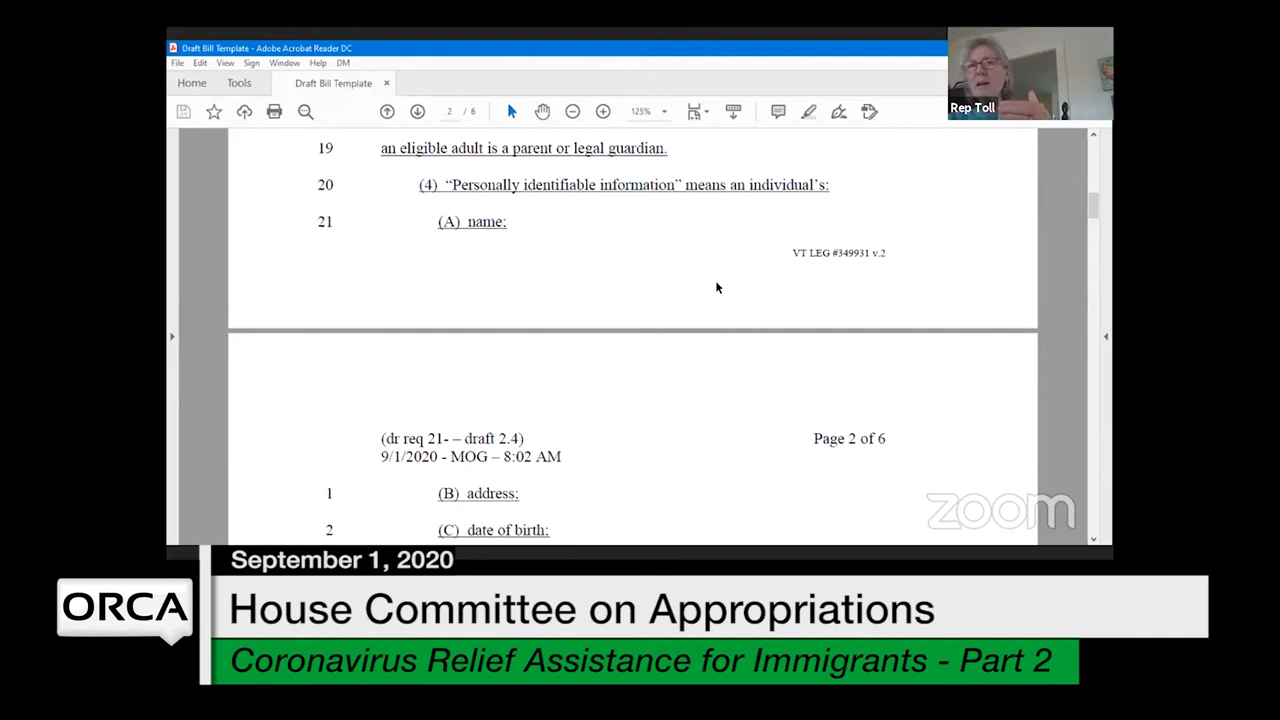 Draft Bill Template - Adobe Acrobat Reader DC
File Edit View Sign Window Help DM
Home Tools Draft Bill Template ×
2 / 6 125%
Rep Toll
19 an eligible adult is a parent or legal guardian.
20 (4) “Personally identifiable information” means an individual’s:
21 (A) name;
VT LEG #349931 v.2
(dr req 21- – draft 2.4) Page 2 of 6
9/1/2020 - MOG – 8:02 AM
1 (B) address;
2 (C) date of birth;
zoom
September 1, 2020
ORCA
House Committee on Appropriations
Coronavirus Relief Assistance for Immigrants - Part 2